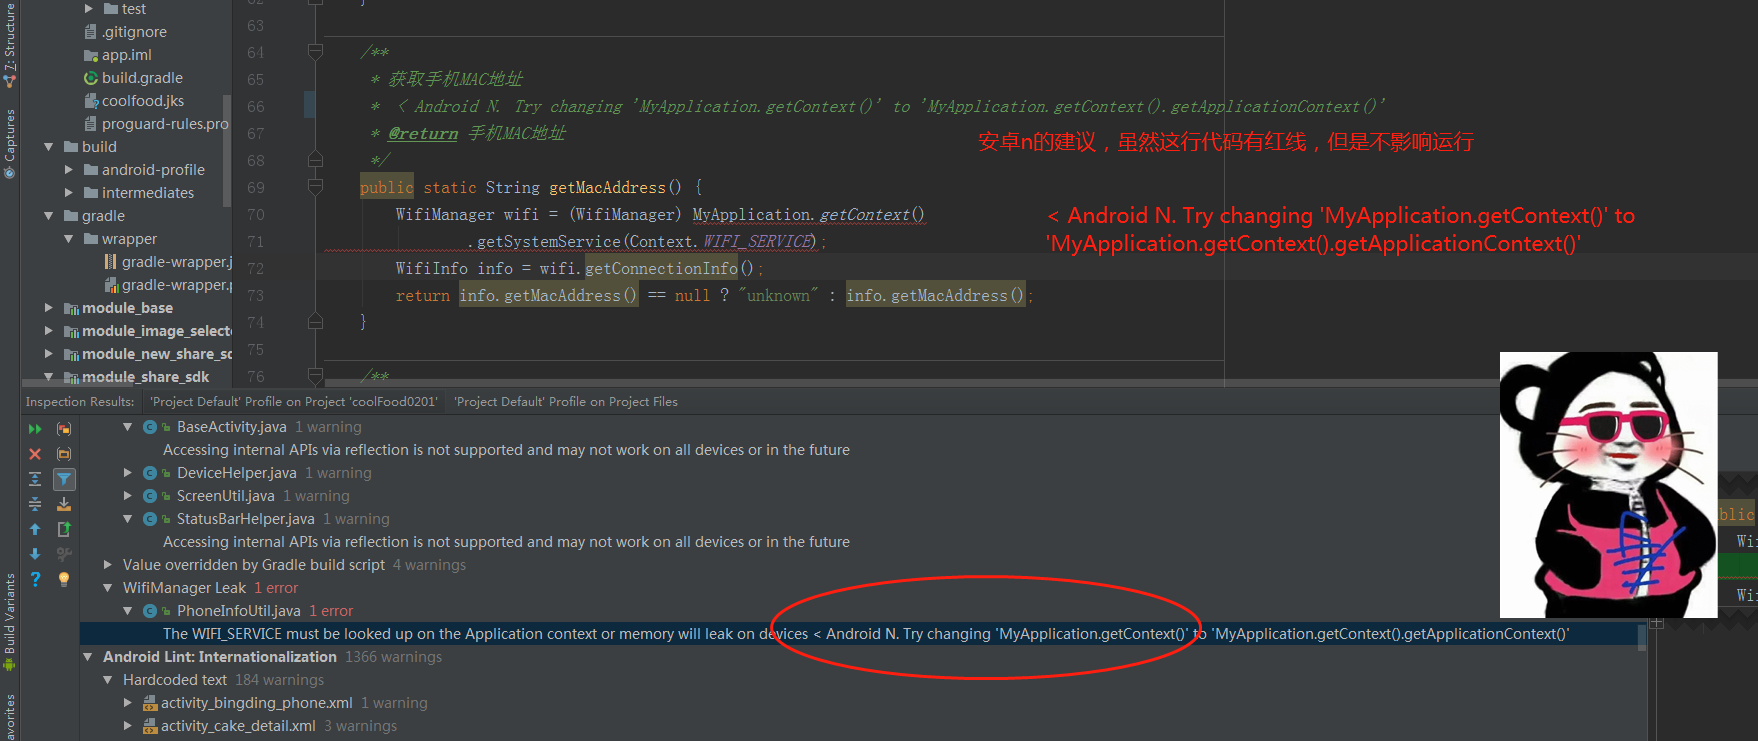 test
.gitignore
app.iml
build.gradle
coolfood.jks
proguard-rules.pro
build
android-profile
intermediates
gradle
wrapper
gradle-wrapper.j
gradle-wrapper.p
module_base
module_image_selecto
module_new_share_sd
module_share_sdk
7: Structure
Captures
Build Variants
avorites
62 }
63
64 /**
65 * 获取手机MAC地址
66 * < Android N. Try changing 'MyApplication.getContext()' to 'MyApplication.getContext().getApplicationContext()'
67 * @return 手机MAC地址
68 */
69 public static String getMacAddress() {
70 WifiManager wifi = (WifiManager) MyApplication.getContext()
71 .getSystemService(Context.WIFI_SERVICE);
72 WifiInfo info = wifi.getConnectionInfo();
73 return info.getMacAddress() == null ? "unknown" : info.getMacAddress();
74 }
75
76 /**
安卓n的建议，虽然这行代码有红线，但是不影响运行
< Android N. Try changing 'MyApplication.getContext()' to
'MyApplication.getContext().getApplicationContext()'
Inspection Results: 'Project Default' Profile on Project 'coolFood0201' 'Project Default' Profile on Project Files
BaseActivity.java 1 warning
Accessing internal APIs via reflection is not supported and may not work on all devices or in the future
DeviceHelper.java 1 warning
ScreenUtil.java 1 warning
StatusBarHelper.java 1 warning
Accessing internal APIs via reflection is not supported and may not work on all devices or in the future
Value overridden by Gradle build script 4 warnings
WifiManager Leak 1 error
PhoneInfoUtil.java 1 error
The WIFI_SERVICE must be looked up on the Application context or memory will leak on devices < Android N. Try changing 'MyApplication.getContext()' to 'MyApplication.getContext().getApplicationContext()'
Android Lint: Internationalization 1366 warnings
Hardcoded text 184 warnings
activity_bingding_phone.xml 1 warning
activity_cake_detail.xml 3 warnings
blic
Wi
Wi